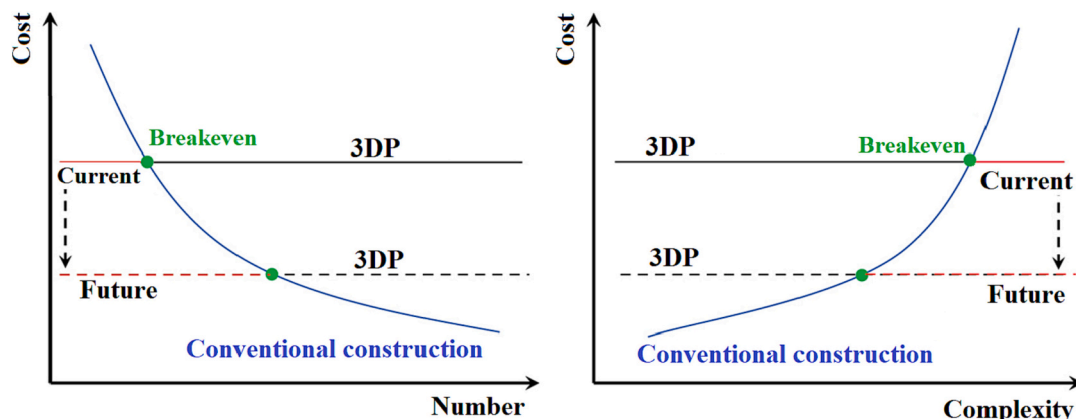 Cost
Breakeven
3DP
Current
3DP
Future
Conventional construction
Number
Cost
3DP
Breakeven
Current
3DP
Future
Conventional construction
Complexity